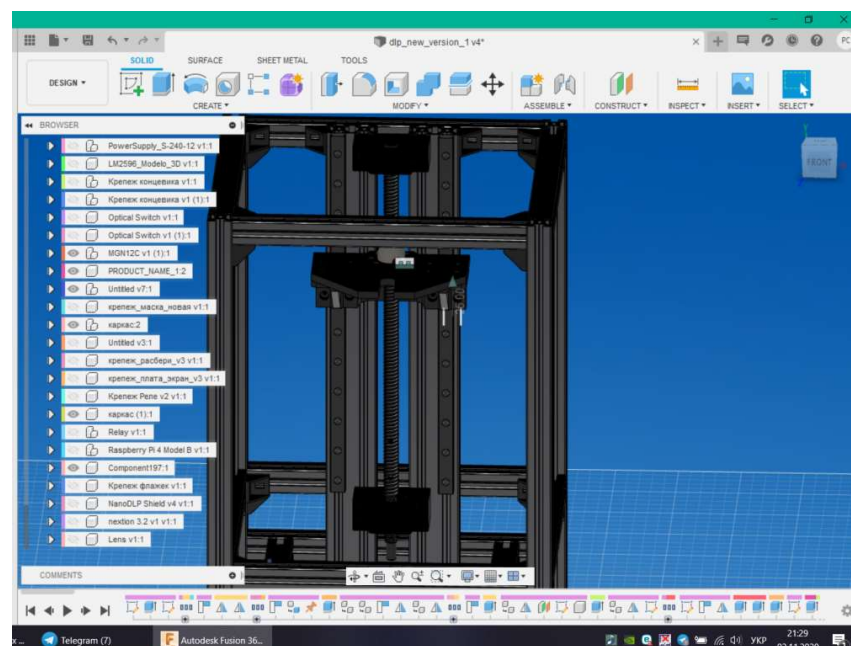 dlp_new_version_1 v4*
PC
SOLID SURFACE SHEET METAL TOOLS
DESIGN
CREATE MODIFY ASSEMBLE CONSTRUCT INSPECT INSERT SELECT
BROWSER
FRONT
PowerSupply_S-240-12 v1:1
LM2596_Modelo_3D v1:1
Крепеж концевика v1:1
Крепеж концевика v1 (1):1
Optical Switch v1:1
Optical Switch v1 (1):1
MGN12C v1 (1):1
PRODUCT_NAME_1:2
Untitled v7:1
крепеж_маска_новая v1:1
каркас:2
Untitled v3:1
крепеж_расбери_v3 v1:1
крепеж_плата_экран_v3 v1:1
Крепеж Реле v2 v1:1
каркас (1):1
Relay v1:1
Raspberry Pi 4 Model B v1:1
Component197:1
Крепеж флажек v1:1
NanoDLP Shield v4 v1:1
nextion 3.2 v1 v1:1
Lens v1:1
COMMENTS
Telegram (7) Autodesk Fusion 36... УКР 21:29